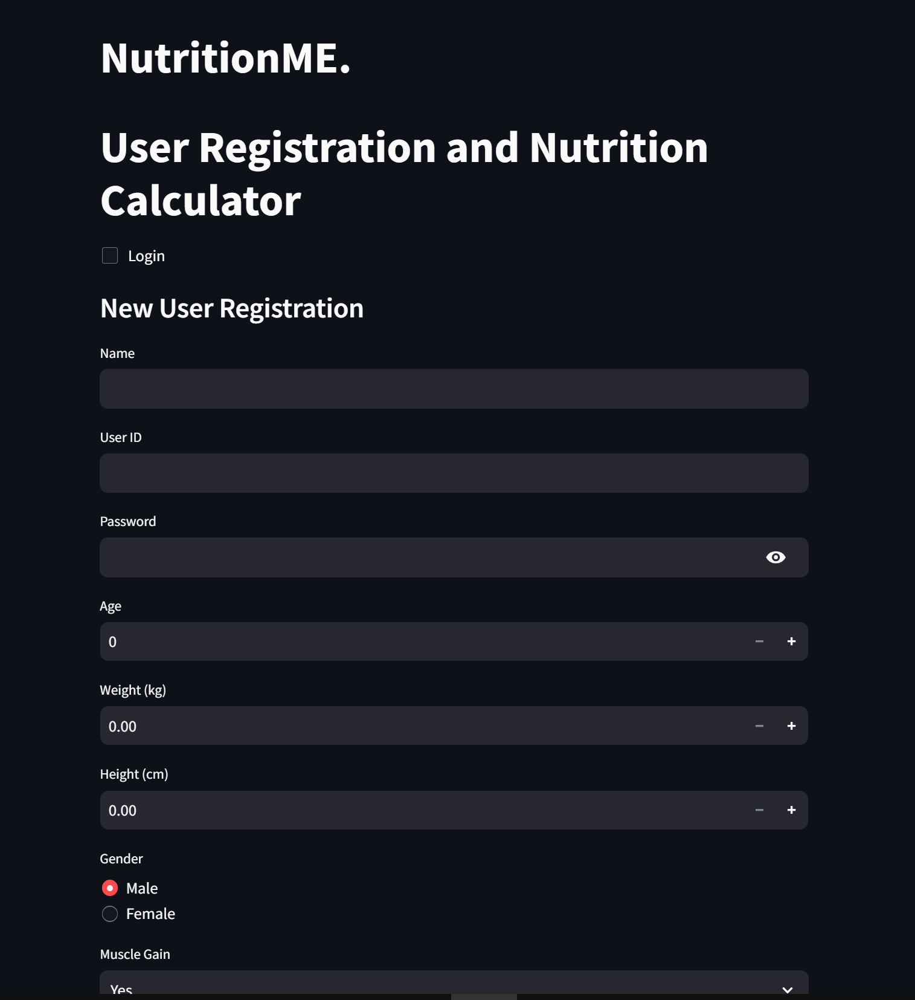 NutritionME.
User Registration and Nutrition
Calculator
Login
New User Registration
Name
User ID
Password
Age
0
Weight (kg)
0.00
Height (cm)
0.00
Gender
Male
Female
Muscle Gain
Yes